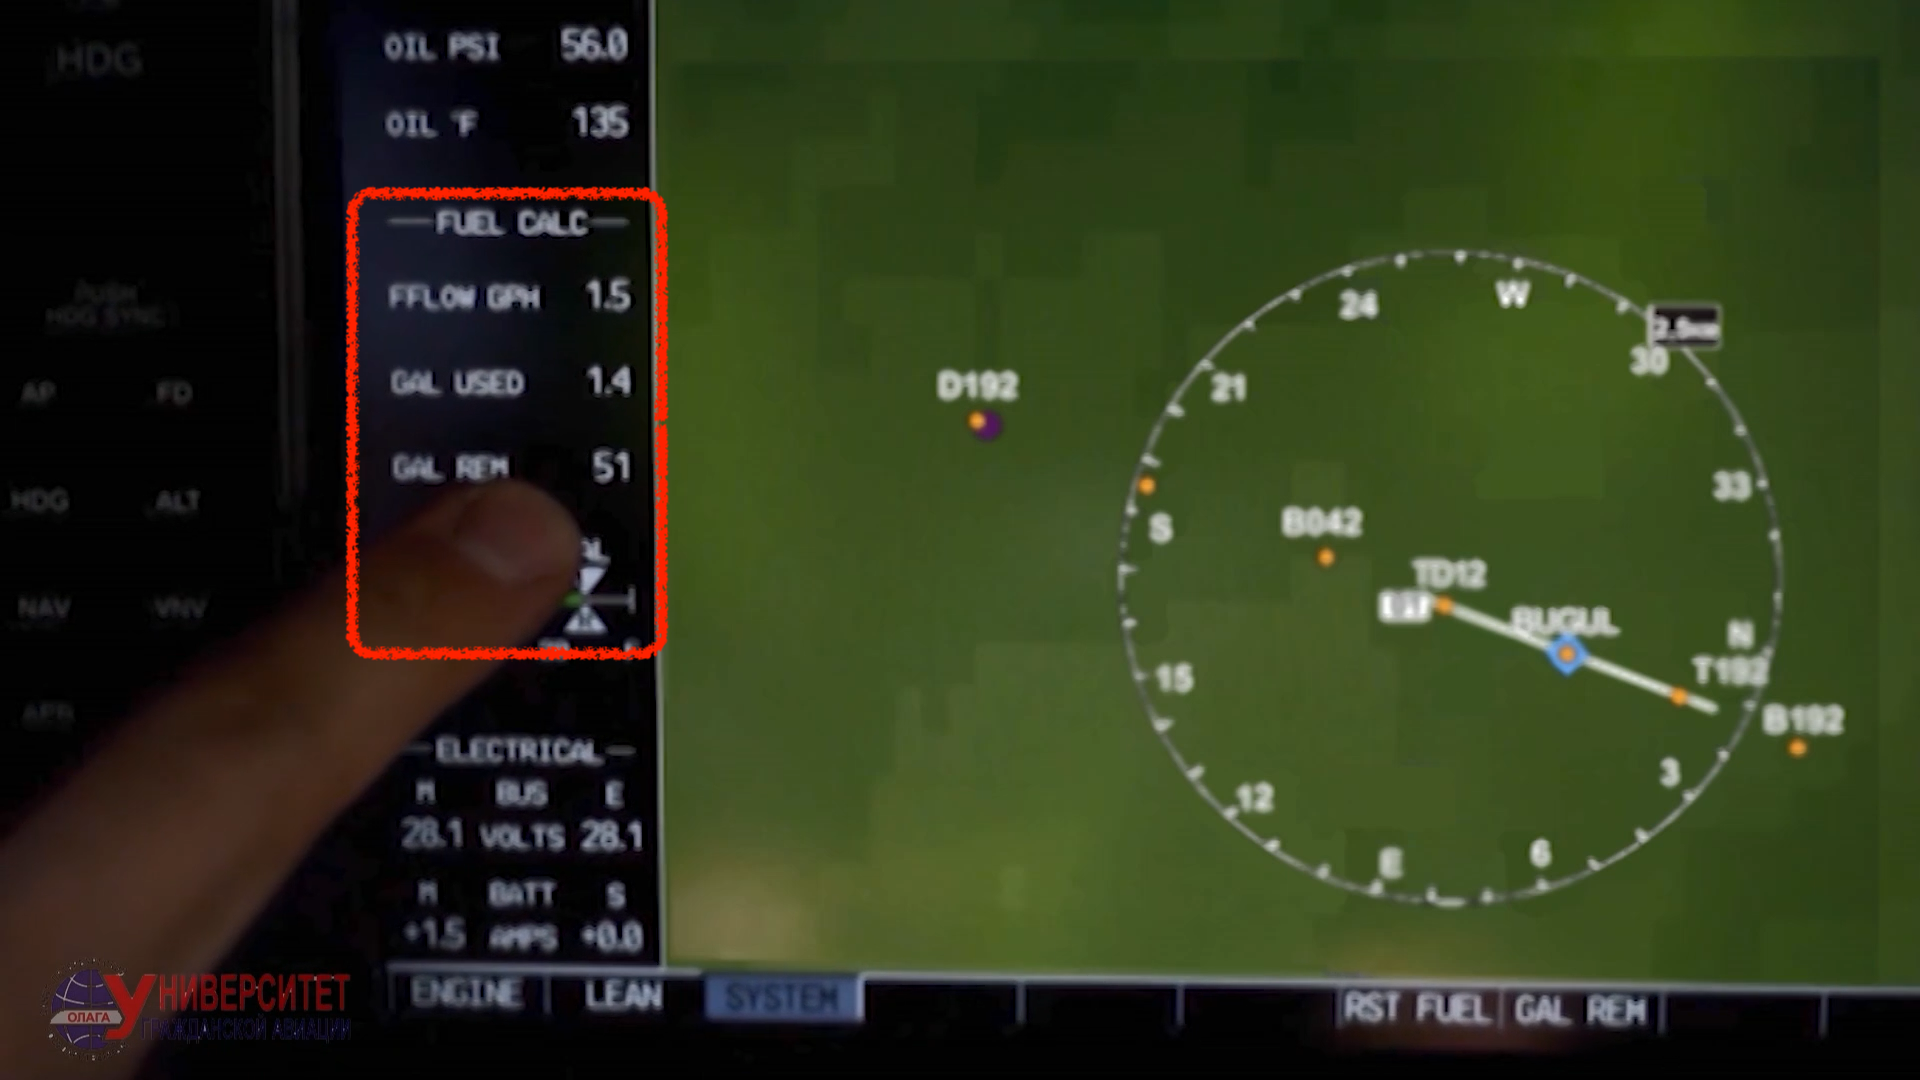 HDG
PUSH
HDG SYNC
AP FD
HDG ALT
NAV VNV
OIL PSI 56.0
OIL °F 135
FUEL CALC
FFLOW GPH 1.5
GAL USED 1.4
GAL REM 51
ELECTRICAL
M BUS E
28.1 VOLTS 28.1
M BATT S
+1.5 AMPS +0.0
ENGINE LEAN SYSTEM RST FUEL GAL REM
D192
24
W
30
21
33
S
B042
TD12
BUGUL
N
T192
B192
15
3
12
E
6
УНИВЕРСИТЕТ
ГРАЖДАНСКОЙ АВИАЦИИ
ОЛАГА